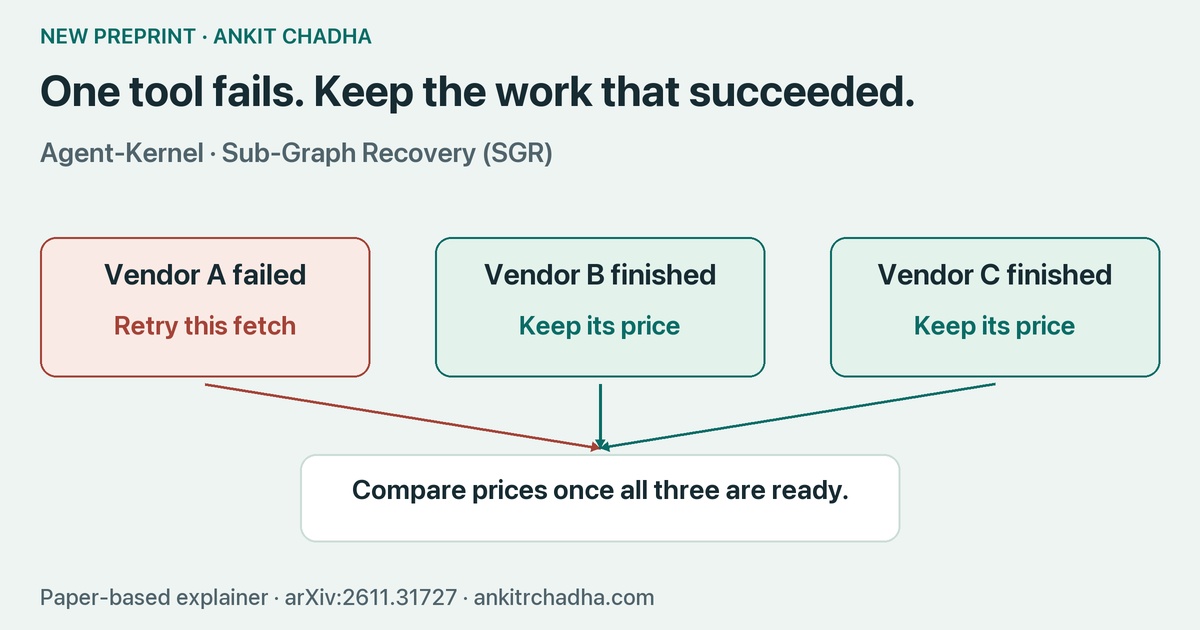 NEW PREPRINT · ANKIT CHADHA
One tool fails. Keep the work that succeeded.
Agent-Kernel · Sub-Graph Recovery (SGR)
Vendor A failed
Retry this fetch
Vendor B finished
Keep its price
Vendor C finished
Keep its price
Compare prices once all three are ready.
Paper-based explainer · arXiv:2611.31727 · ankitrchadha.com